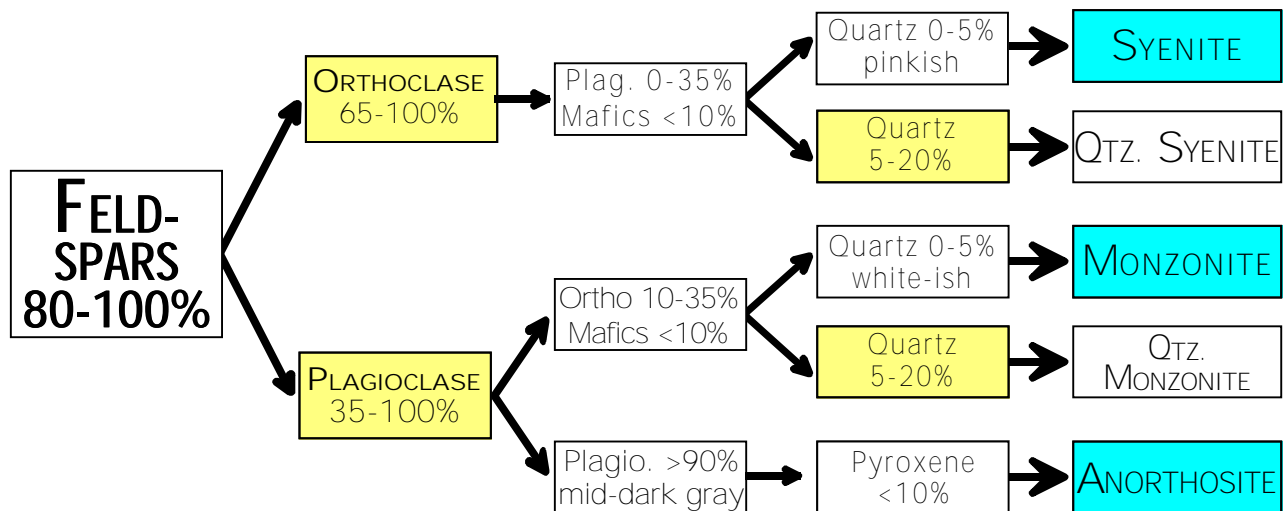 FELD-
SPARS
80-100%
ORTHOCLASE
65-100%
Plag. 0-35%
Mafics <10%
Quartz 0-5%
pinkish
SYENITE
Quartz
5-20%
QTZ. SYENITE
PLAGIOCLASE
35-100%
Ortho 10-35%
Mafics <10%
Quartz 0-5%
white-ish
MONZONITE
Quartz
5-20%
QTZ.
MONZONITE
Plagio. >90%
mid-dark gray
Pyroxene
<10%
ANORTHOSITE